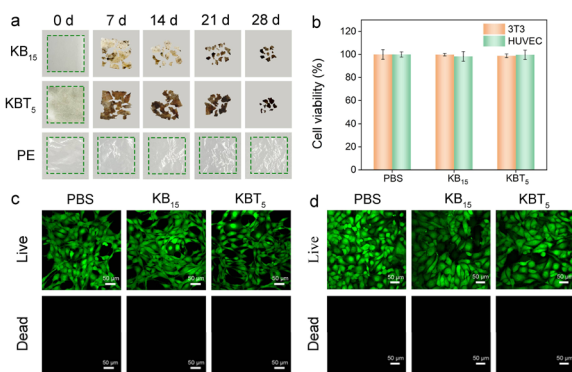 a
0 d 7 d 14 d 21 d 28 d
KB₁₅
KBT₅
PE
b
Cell viability (%)
120
100
80
60
40
20
0
3T3
HUVEC
PBS KB₁₅ KBT₅
c
PBS KB₁₅ KBT₅
Live
50 μm 50 μm 50 μm
Dead
50 μm 50 μm 50 μm
d
PBS KB₁₅ KBT₅
Live
50 μm 50 μm 50 μm
Dead
50 μm 50 μm 50 μm